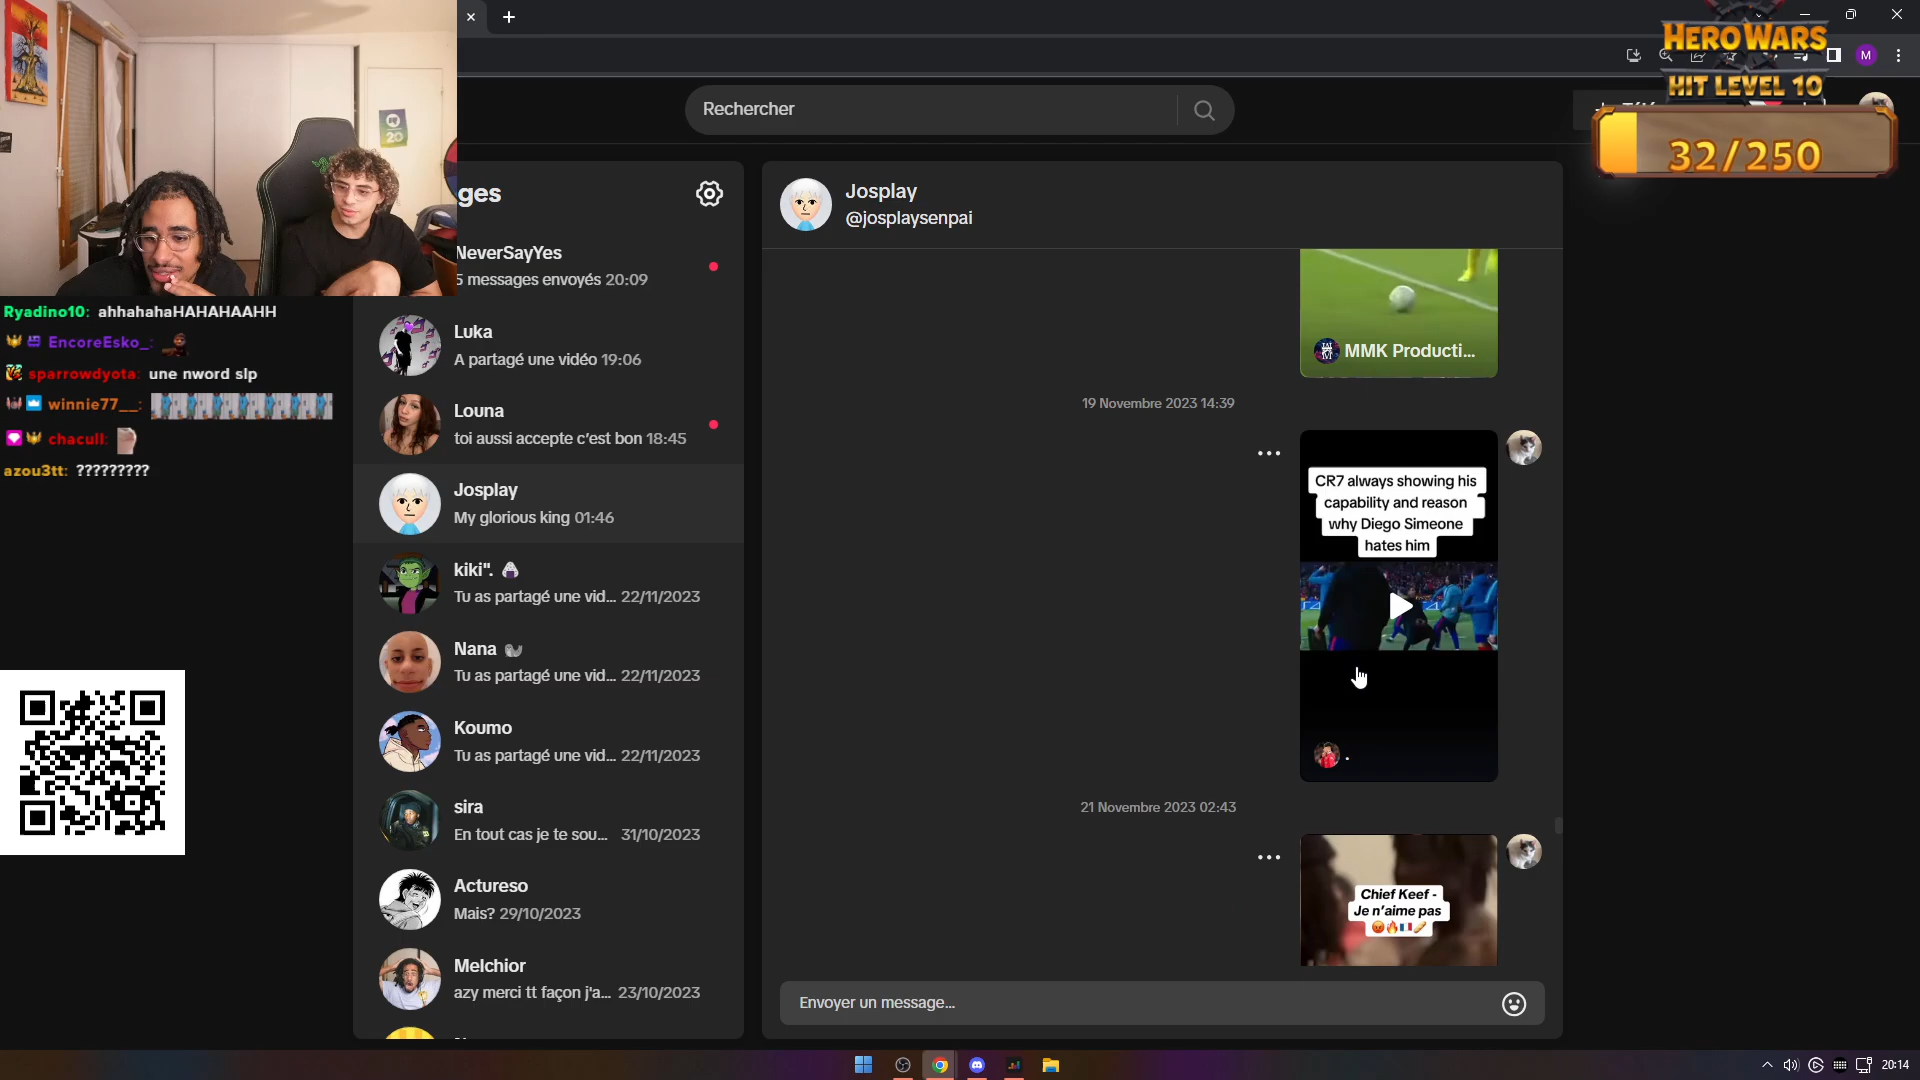 Rechercher
HERO WARS
HIT LEVEL 10
32/250
M
20
ges
NeverSayYes
5 messages envoyés 20:09
Luka
A partagé une vidéo 19:06
Louna
toi aussi accepte c'est bon 18:45
Josplay
My glorious king 01:46
kiki".
Tu as partagé une vid... 22/11/2023
Nana
Tu as partagé une vid... 22/11/2023
Koumo
Tu as partagé une vid... 22/11/2023
sira
En tout cas je te sou... 31/10/2023
Actureso
Mais? 29/10/2023
Melchior
azy merci tt façon j'a... 23/10/2023
Ryadino10: ahhahahaHAHAHAAHH
EncoreEsko_:
sparrowdyota: une nword slp
winnie77__:
chacull:
azou3tt: ?????????
Josplay
@josplaysenpai
MMK Producti...
19 Novembre 2023 14:39
CR7 always showing his
capability and reason
why Diego Simeone
hates him
.
21 Novembre 2023 02:43
Chief Keef -
Je n'aime pas
😡🔥🇫🇷🥖
Envoyer un message...
20:14